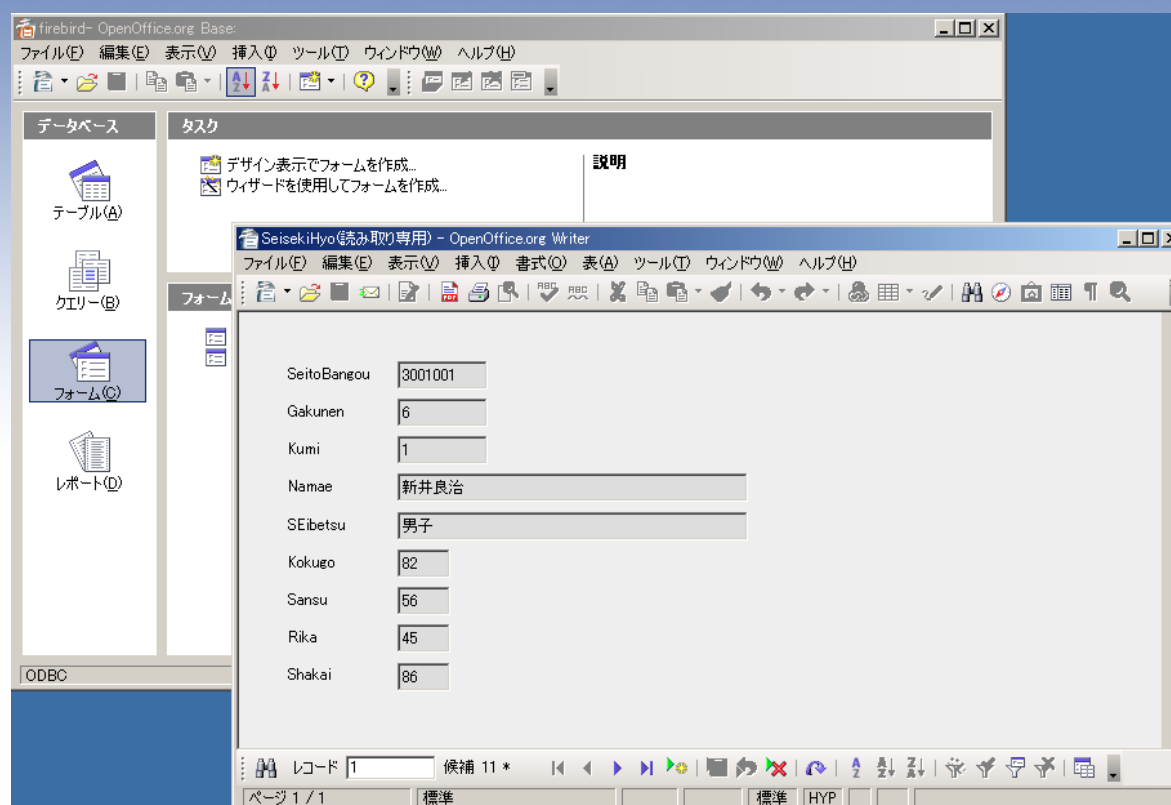 firebird- OpenOffice.org Base:
ファイル(F) 編集(E) 表示(V) 挿入(I) ツール(T) ウィンドウ(W) ヘルプ(H)
データベース
タスク
デザイン表示でフォームを作成...
ウィザードを使用してフォームを作成...
説明
テーブル(A)
クエリー(B)
フォーム(C)
レポート(D)
フォーム
ODBC
SeisekiHyo(読み取り専用) - OpenOffice.org Writer
ファイル(F) 編集(E) 表示(V) 挿入(I) 書式(O) 表(A) ツール(T) ウィンドウ(W) ヘルプ(H)
SeitoBangou 3001001
Gakunen 6
Kumi 1
Namae 新井良治
SEibetsu 男子
Kokugo 82
Sansu 56
Rika 45
Shakai 86
レコード 1 候補 11 *
ページ 1 / 1 標準 標準 HYP